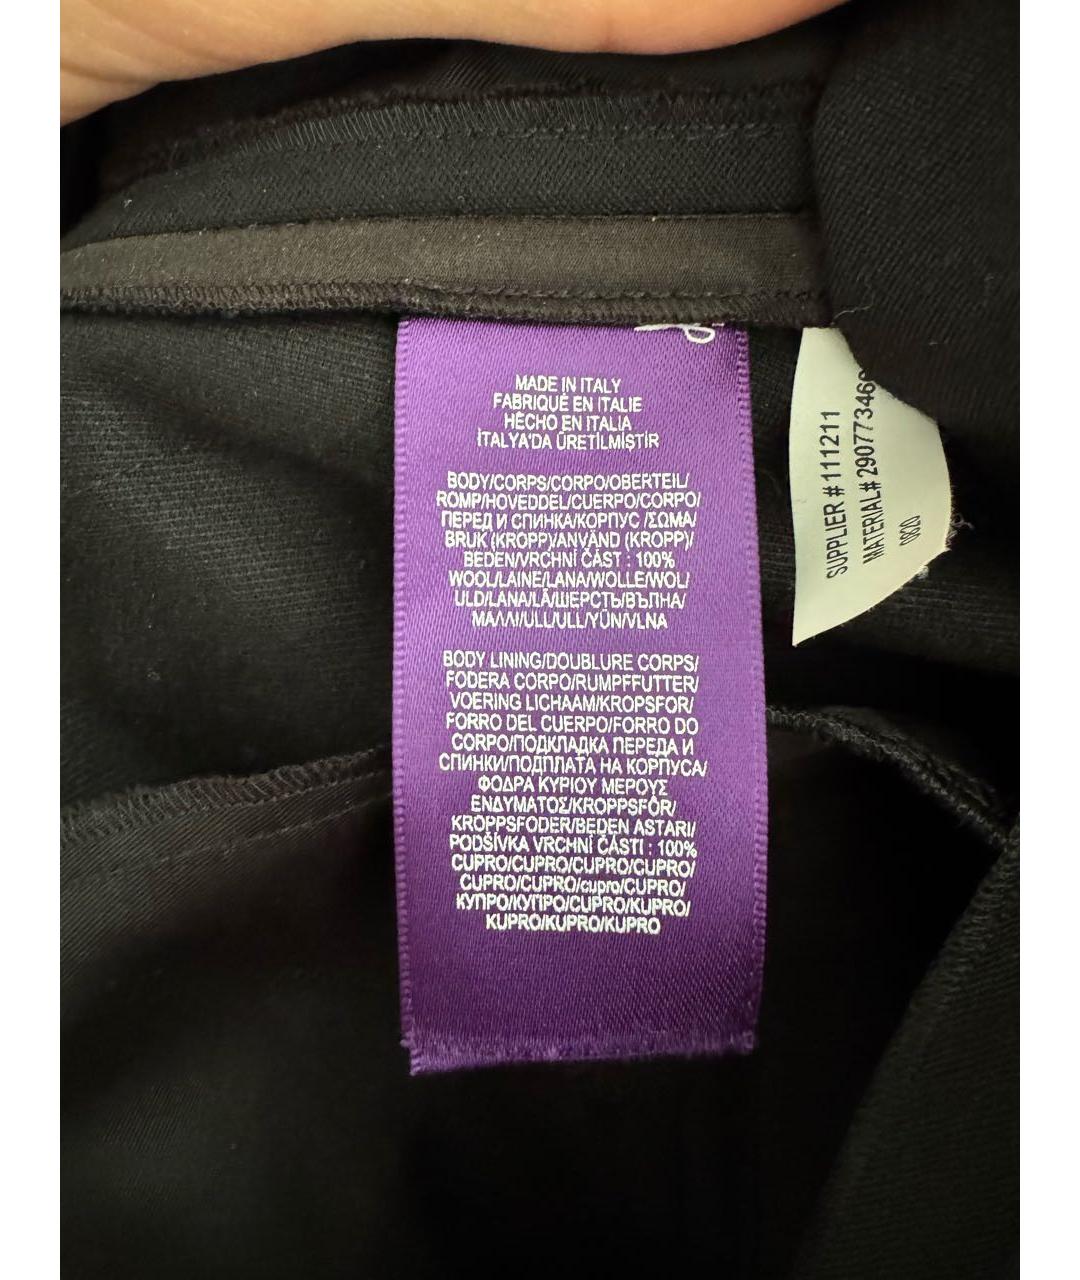 MADE IN ITALY
FABRIQUÉ EN ITALIE
HECHO EN ITALIA
İTALYA'DA ÜRETİLMİŞTİR
BODY/CORPS/CORPO/OBERTEIL/
ROMP/HOVEDDEL/CUERPO/CORPO/
ПЕРЕД И СПИНКА/КОРПУС /ΣΩΜΑ/
BRUK (KROPP)/ANVÄND (KROPP)/
BEDEN/VRCHNÍ ČÁST : 100%
WOOL/LAINE/LANA/WOLLE/WOL/
ULD/LANA/LÃ/ШЕРСТЬ/ВЪЛНА/
ΜΑΛΛΙ/ULL/ULL/YÜN/VLNA
BODY LINING/DOUBLURE CORPS/
FODERA CORPO/RUMPFFUTTER/
VOERING LICHAAM/KROPSFOR/
FORRO DEL CUERPO/FORRO DO
CORPO/ПОДКЛАДКА ПЕРЕДА И
СПИНКИ/ПОДПЛАТА НА КОРПУСА/
ΦΟΔΡΑ ΚΥΡΙΟΥ ΜΕΡΟΥΣ
ΕΝΔΥΜΑΤΟΣ/KROPPSFÔR/
KROPPSFODER/BEDEN ASTARI/
PODŠÍVKA VRCHNÍ ČÁSTI : 100%
CUPRO/CUPRO/CUPRO/CUPRO/
CUPRO/CUPRO/cupro/CUPRO/
КУПРО/КУПРО/CUPRO/KUPRO/
KUPRO/KUPRO/KUPRO
SUPPLIER # 111211
MATERIAL# 29077346
0820